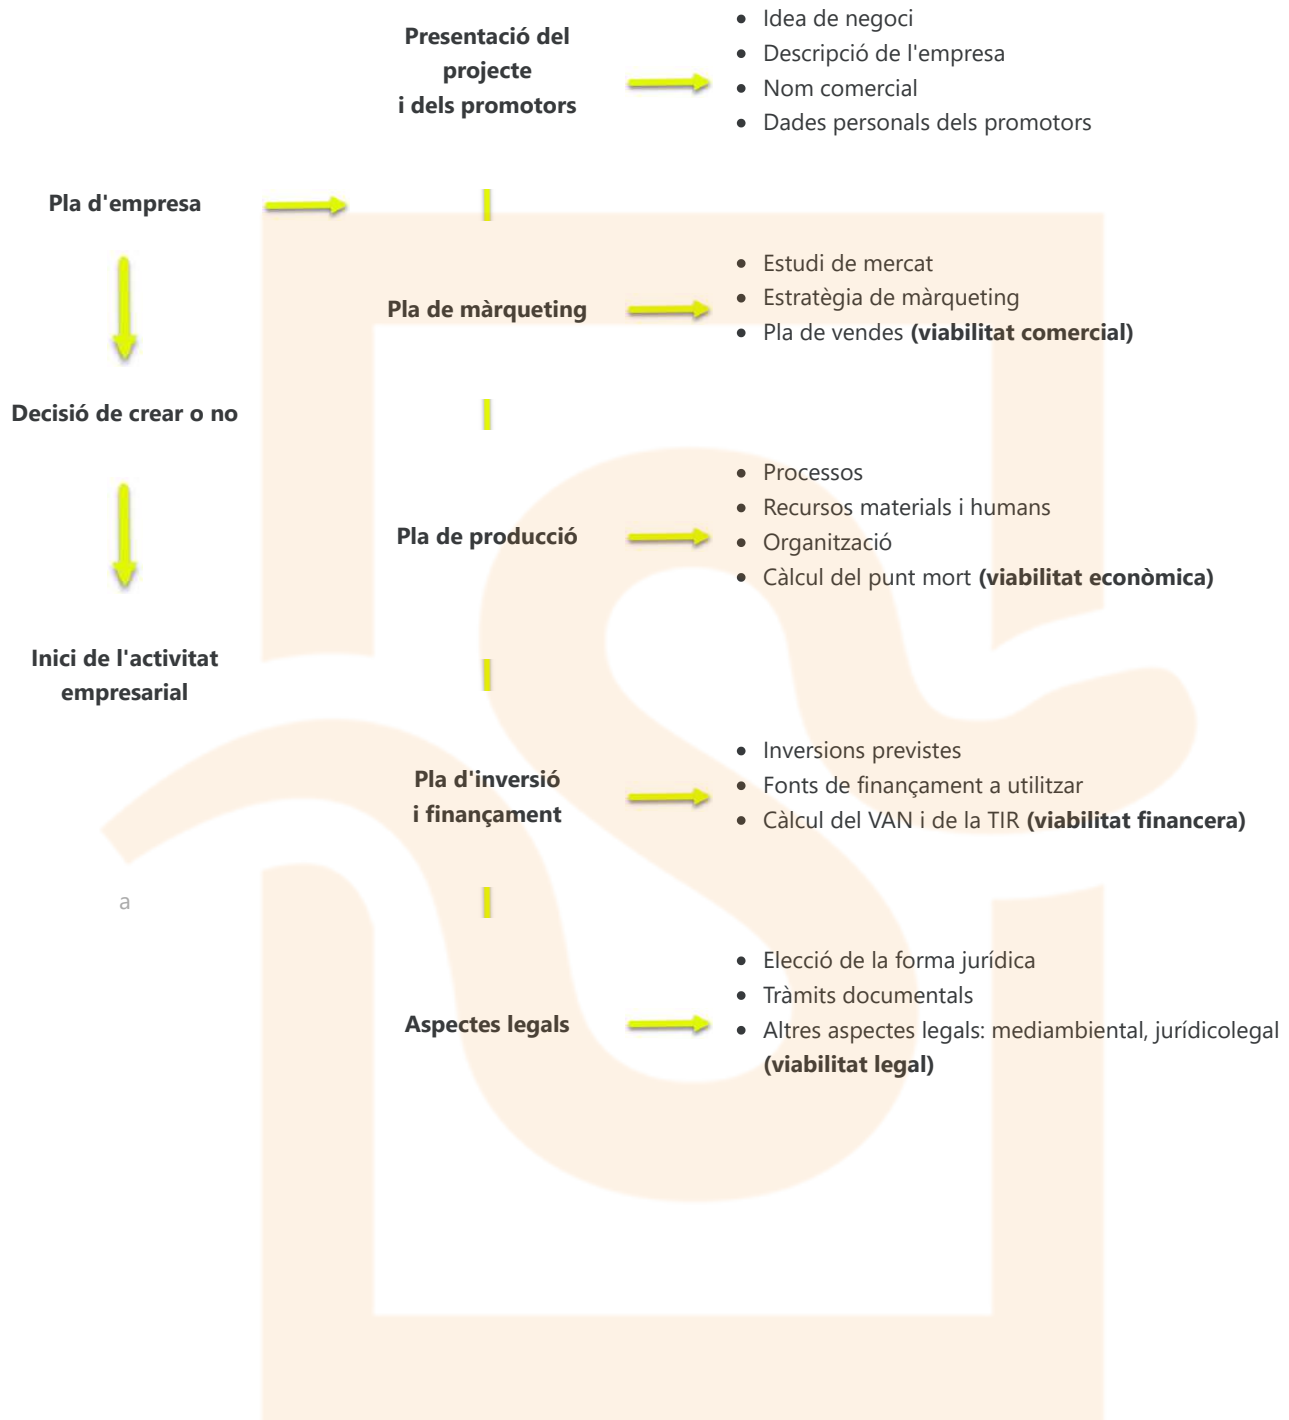 Presentació del
projecte
i dels promotors
Idea de negoci
Descripció de l'empresa
Nom comercial
Dades personals dels promotors
Pla d'empresa
Pla de màrqueting
Estudi de mercat
Estratègia de màrqueting
Pla de vendes (viabilitat comercial)
Decisió de crear o no
Pla de producció
Processos
Recursos materials i humans
Organització
Càlcul del punt mort (viabilitat econòmica)
Inici de l'activitat
empresarial
Pla d'inversió
i finançament
Inversions previstes
Fonts de finançament a utilitzar
Càlcul del VAN i de la TIR (viabilitat financera)
a
Aspectes legals
Elecció de la forma jurídica
Tràmits documentals
Altres aspectes legals: mediambiental, jurídicolegal
(viabilitat legal)